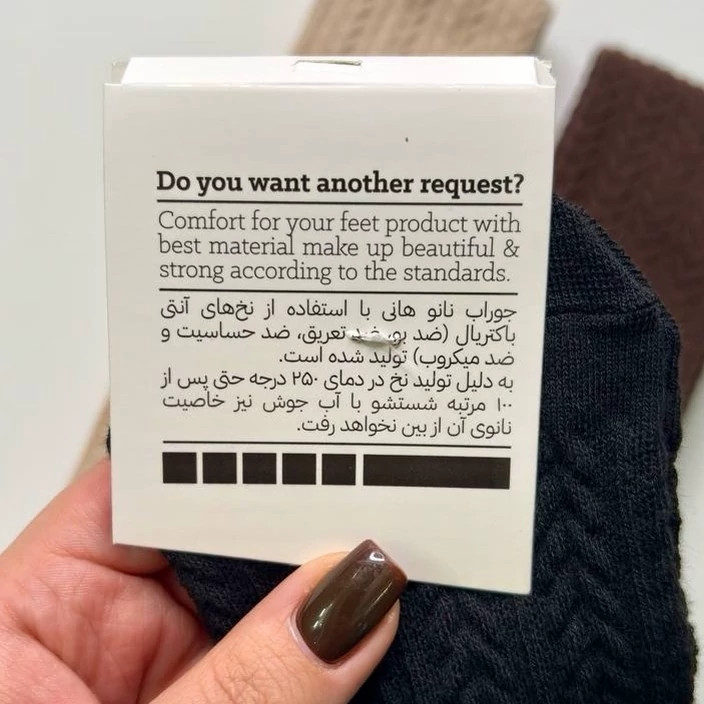 Do you want another request?
Comfort for your feet product with
best material make up beautiful &
strong according to the standards.
جوراب نانو هانی با استفاده از نخ‌های آنتی
باکتریال (ضد بو، ضد تعریق، ضد حساسیت و
ضد میکروب) تولید شده است.
به دلیل تولید نخ در دمای ۲۵۰ درجه حتی پس از
۱۰۰ مرتبه شستشو با آب جوش نیز خاصیت
نانوی آن از بین نخواهد رفت.